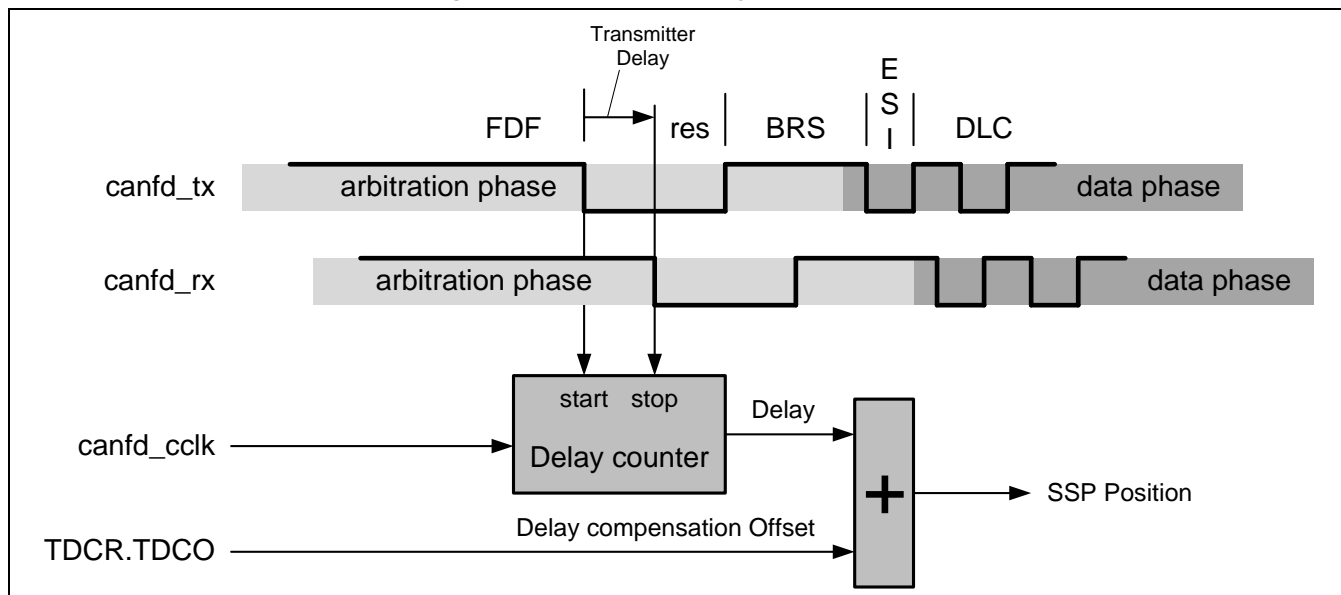 Transmitter
Delay
E
S
I
FDF
res
BRS
DLC
canfd_tx
arbitration phase
data phase
canfd_rx
arbitration phase
data phase
start stop
Delay counter
Delay
canfd_cclk
+
SSP Position
Delay compensation Offset
TDCR.TDCO